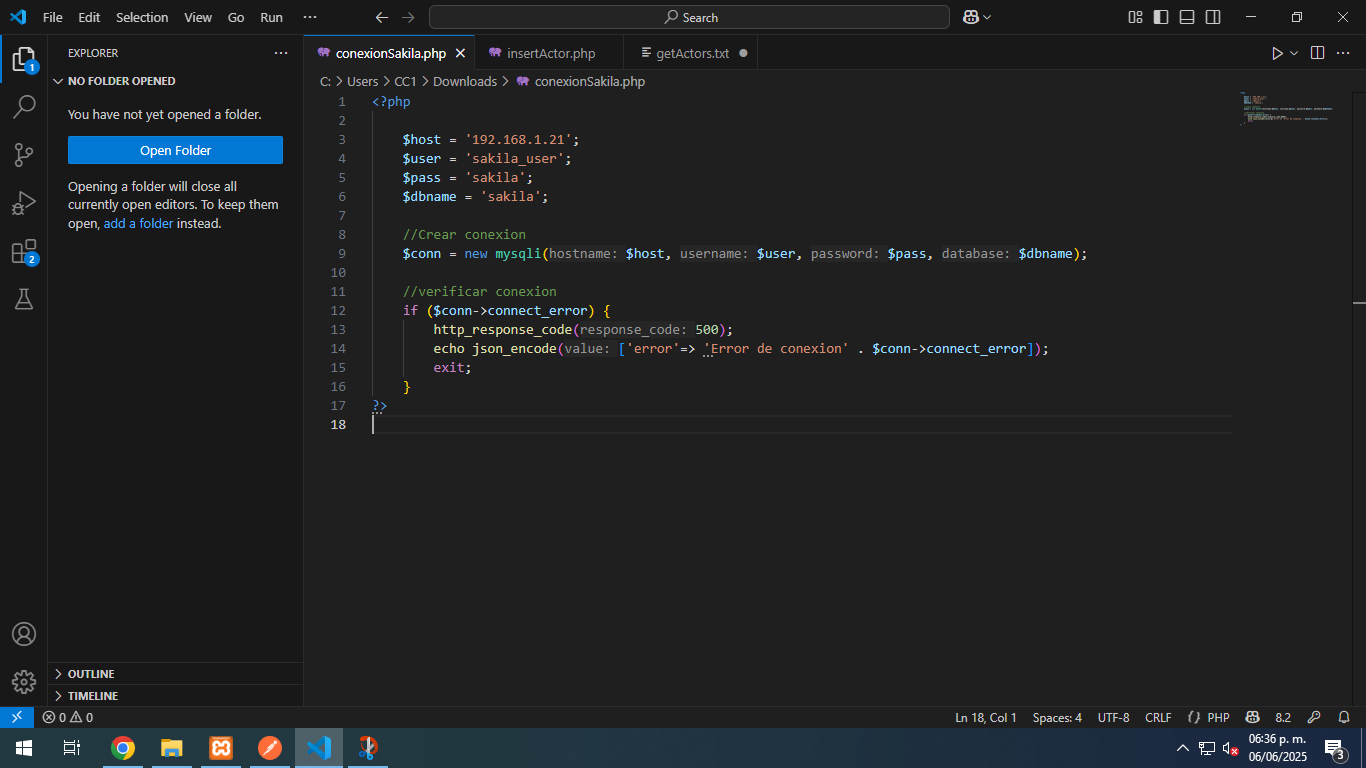 File Edit Selection View Go Run ···
Search
EXPLORER ···
NO FOLDER OPENED
You have not yet opened a folder.
Open Folder
Opening a folder will close all
currently open editors. To keep them
open, add a folder instead.
OUTLINE
TIMELINE
1
2
conexionSakila.php
insertActor.php
getActors.txt
C: > Users > CC1 > Downloads > conexionSakila.php
1 <?php
2
3 $host = '192.168.1.21';
4 $user = 'sakila_user';
5 $pass = 'sakila';
6 $dbname = 'sakila';
7
8 //Crear conexion
9 $conn = new mysqli(hostname: $host, username: $user, password: $pass, database: $dbname);
10
11 //verificar conexion
12 if ($conn->connect_error) {
13 http_response_code(response_code: 500);
14 echo json_encode(value: ['error'=> 'Error de conexion' . $conn->connect_error]);
15 exit;
16 }
17 ?>
18
0 0
Ln 18, Col 1 Spaces: 4 UTF-8 CRLF {} PHP 8.2
06:36 p. m.
06/06/2025
3